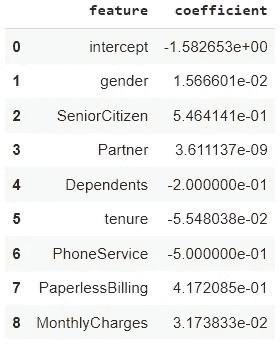 feature coefficient
0 intercept -1.582653e+00
1 gender 1.566601e-02
2 SeniorCitizen 5.464141e-01
3 Partner 3.611137e-09
4 Dependents -2.000000e-01
5 tenure -5.548038e-02
6 PhoneService -5.000000e-01
7 PaperlessBilling 4.172085e-01
8 MonthlyCharges 3.173833e-02